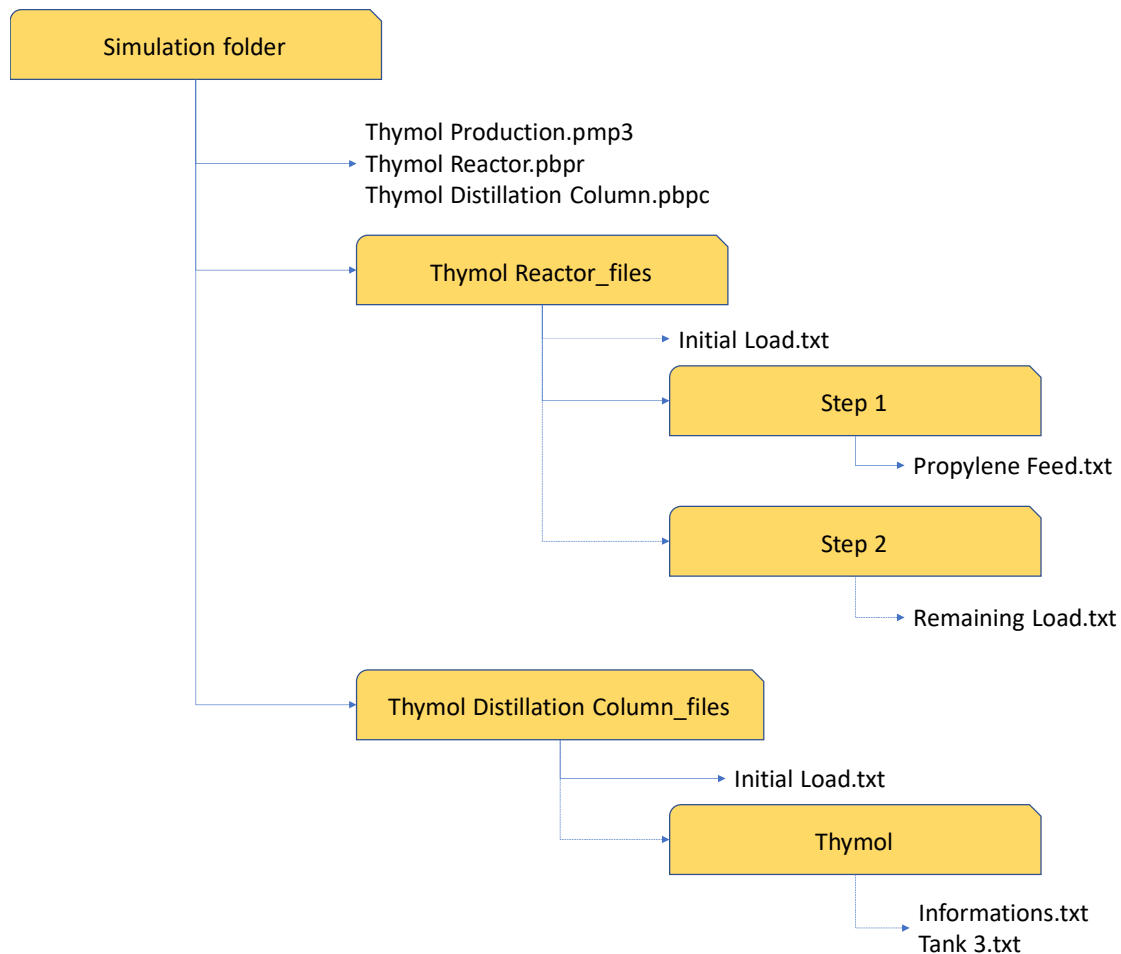 Simulation folder
Thymol Production.pmp3
Thymol Reactor.pbpr
Thymol Distillation Column.pbpc
Thymol Reactor_files
Initial Load.txt
Step 1
Propylene Feed.txt
Step 2
Remaining Load.txt
Thymol Distillation Column_files
Initial Load.txt
Thymol
Informations.txt
Tank 3.txt